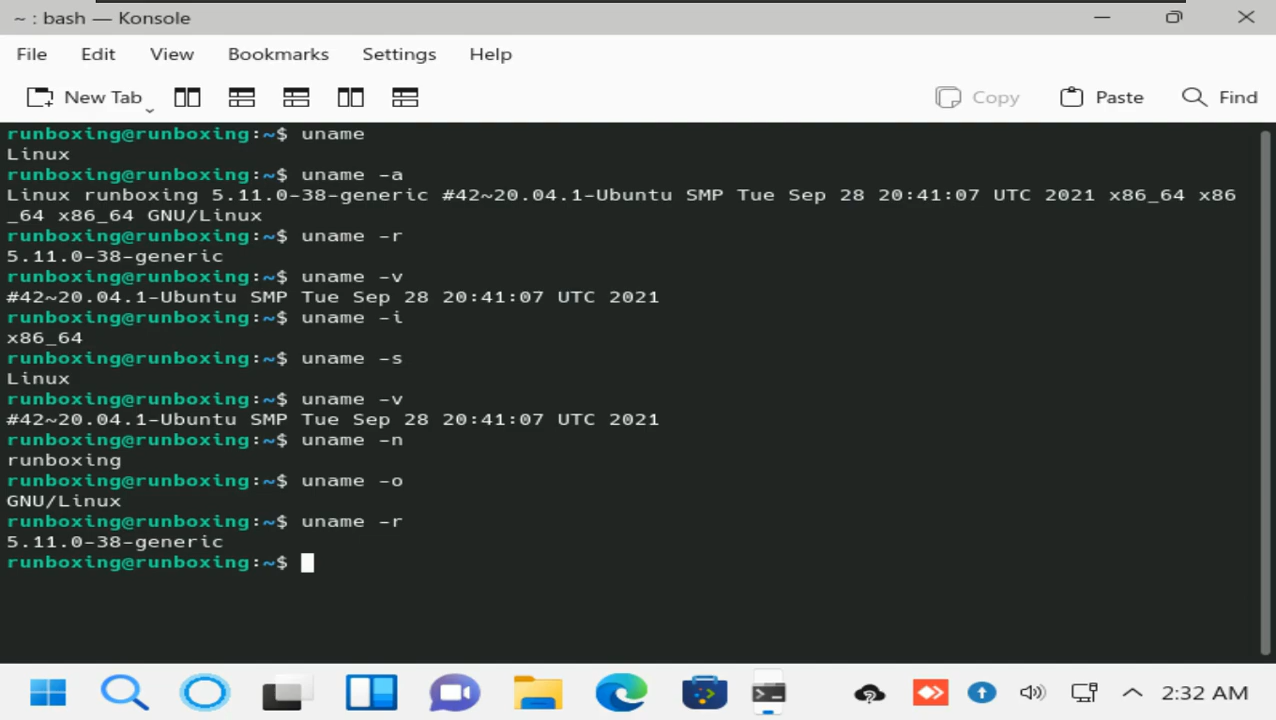 ~ : bash — Konsole
File Edit View Bookmarks Settings Help
New Tab Copy Paste Find
runboxing@runboxing:~$ uname
Linux
runboxing@runboxing:~$ uname -a
Linux runboxing 5.11.0-38-generic #42~20.04.1-Ubuntu SMP Tue Sep 28 20:41:07 UTC 2021 x86_64 x86
_64 x86_64 GNU/Linux
runboxing@runboxing:~$ uname -r
5.11.0-38-generic
runboxing@runboxing:~$ uname -v
#42~20.04.1-Ubuntu SMP Tue Sep 28 20:41:07 UTC 2021
runboxing@runboxing:~$ uname -i
x86_64
runboxing@runboxing:~$ uname -s
Linux
runboxing@runboxing:~$ uname -v
#42~20.04.1-Ubuntu SMP Tue Sep 28 20:41:07 UTC 2021
runboxing@runboxing:~$ uname -n
runboxing
runboxing@runboxing:~$ uname -o
GNU/Linux
runboxing@runboxing:~$ uname -r
5.11.0-38-generic
runboxing@runboxing:~$
2:32 AM